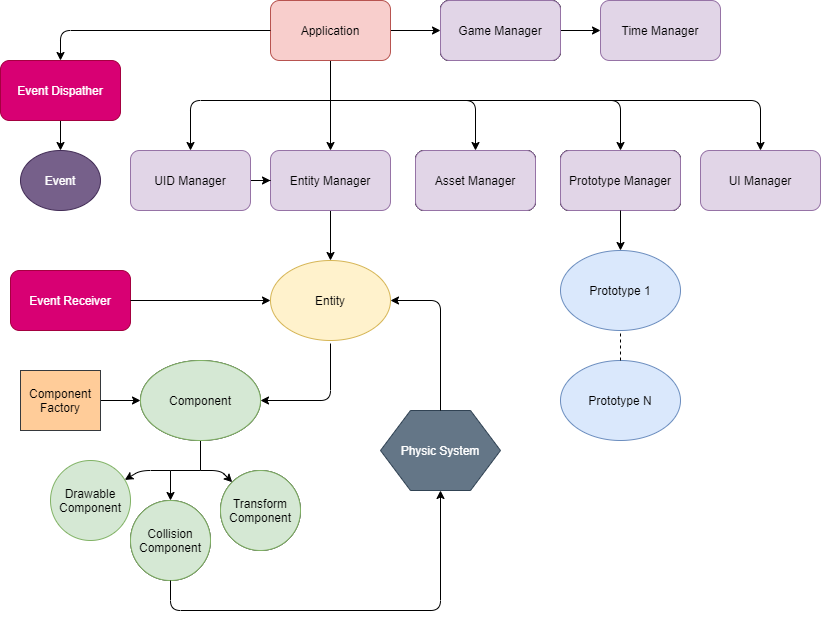 Application
Game Manager
Time Manager
Event Dispather
Event
UID Manager
Entity Manager
Asset Manager
Prototype Manager
UI Manager
Event Receiver
Entity
Prototype 1
Component
Factory
Component
Prototype N
Physic System
Drawable
Component
Collision
Component
Transform
Component